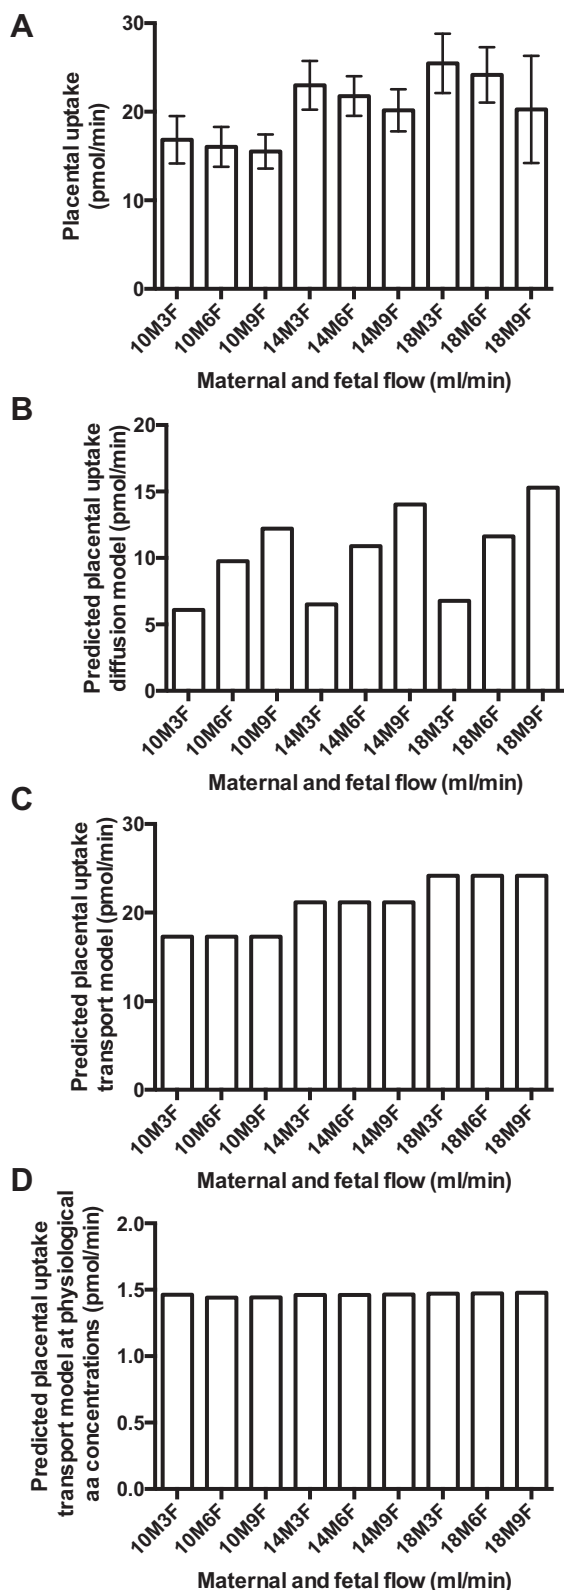 A
Placental uptake
(pmol/min)
30
20
10
0
10M3F
10M6F
10M9F
14M3F
14M6F
14M9F
18M3F
18M6F
18M9F
Maternal and fetal flow (ml/min)
B
Predicted placental uptake
diffusion model (pmol/min)
20
15
10
5
0
10M3F
10M6F
10M9F
14M3F
14M6F
14M9F
18M3F
18M6F
18M9F
Maternal and fetal flow (ml/min)
C
Predicted placental uptake
transport model (pmol/min)
30
20
10
0
10M3F
10M6F
10M9F
14M3F
14M6F
14M9F
18M3F
18M6F
18M9F
Maternal and fetal flow (ml/min)
D
Predicted placental uptake
transport model at physiological
aa concentrations (pmol/min)
2.0
1.5
1.0
0.5
0.0
10M3F
10M6F
10M9F
14M3F
14M6F
14M9F
18M3F
18M6F
18M9F
Maternal and fetal flow (ml/min)